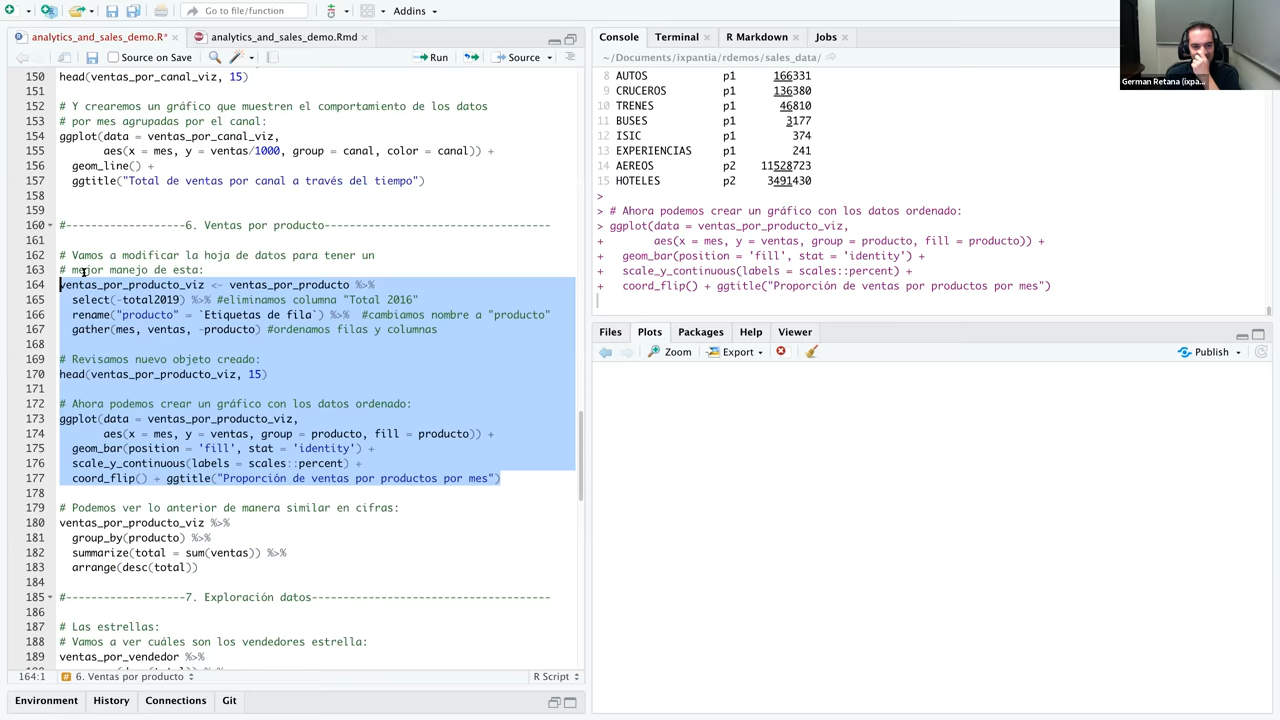 Go to file/function
Addins
analytics_and_sales_demo.R*
analytics_and_sales_demo.Rmd
Source on Save
Run
Source
150 head(ventas_por_canal_viz, 15)
151
152 # Y crearemos un gráfico que muestren el comportamiento de los datos
153 # por mes agrupadas por el canal:
154 ggplot(data = ventas_por_canal_viz,
155 aes(x = mes, y = ventas/1000, group = canal, color = canal)) +
156 geom_line() +
157 ggtitle("Total de ventas por canal a través del tiempo")
158
159
160 #-------------------6. Ventas por producto------------------------------------
161
162 # Vamos a modificar la hoja de datos para tener un
163 # mejor manejo de esta:
164 ventas_por_producto_viz <- ventas_por_producto %>%
165 select(-total2019) %>% #eliminamos columna "Total 2016"
166 rename("producto" = `Etiquetas de fila`) %>% #cambiamos nombre a "producto"
167 gather(mes, ventas, -producto) #ordenamos filas y columnas
168
169 # Revisamos nuevo objeto creado:
170 head(ventas_por_producto_viz, 15)
171
172 # Ahora podemos crear un gráfico con los datos ordenado:
173 ggplot(data = ventas_por_producto_viz,
174 aes(x = mes, y = ventas, group = producto, fill = producto)) +
175 geom_bar(position = 'fill', stat = 'identity') +
176 scale_y_continuous(labels = scales::percent) +
177 coord_flip() + ggtitle("Proporción de ventas por productos por mes")
178
179 # Podemos ver lo anterior de manera similar en cifras:
180 ventas_por_producto_viz %>%
181 group_by(producto) %>%
182 summarize(total = sum(ventas)) %>%
183 arrange(desc(total))
184
185 #-------------------7. Exploración datos--------------------------------------
186
187 # Las estrellas:
188 # Vamos a ver cuáles son los vendedores estrella:
189 ventas_por_vendedor %>%
164:1 6. Ventas por producto R Script
Environment History Connections Git
Console Terminal R Markdown Jobs
~/Documents/ixpantia/rdemos/sales_data/
8 AUTOS p1 166331
9 CRUCEROS p1 136380
10 TRENES p1 46810
11 BUSES p1 3177
12 ISIC p1 374
13 EXPERIENCIAS p1 241
14 AEREOS p2 11528723
15 HOTELES p2 3491430
>
> # Ahora podemos crear un gráfico con los datos ordenado:
> ggplot(data = ventas_por_producto_viz,
+ aes(x = mes, y = ventas, group = producto, fill = producto)) +
+ geom_bar(position = 'fill', stat = 'identity') +
+ scale_y_continuous(labels = scales::percent) +
+ coord_flip() + ggtitle("Proporción de ventas por productos por mes")
Files Plots Packages Help Viewer
Zoom Export Publish
German Retana (ixpa...